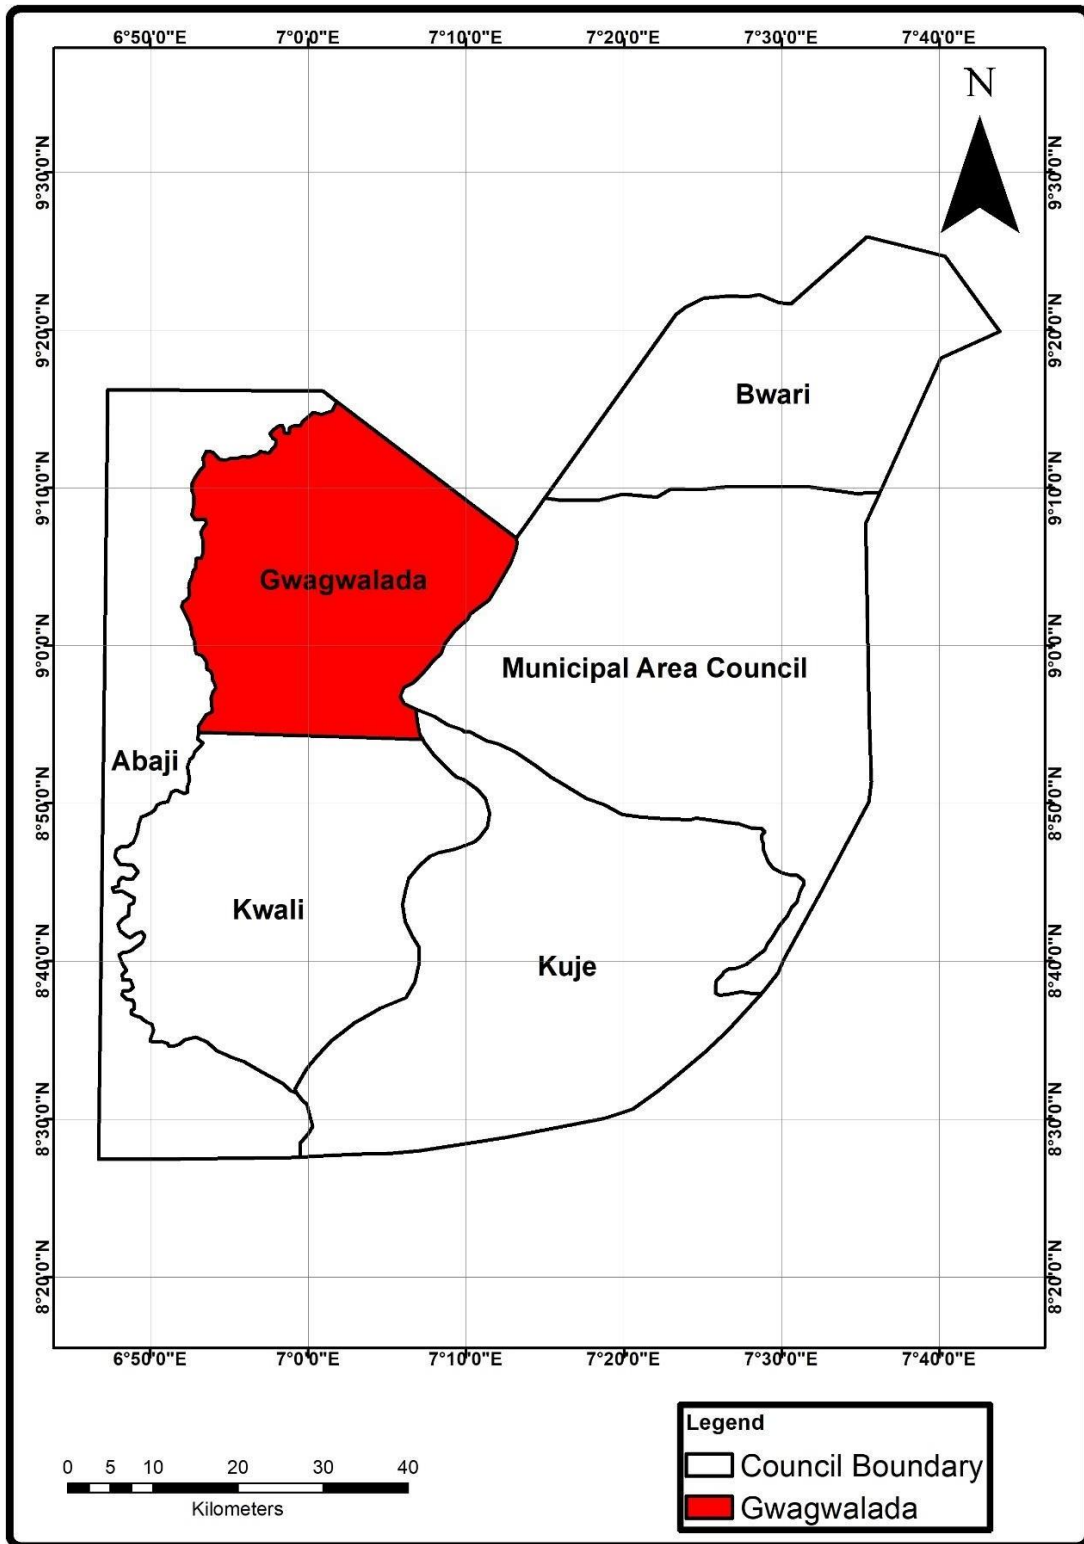 6°50'0"E 7°0'0"E 7°10'0"E 7°20'0"E 7°30'0"E 7°40'0"E
N
9°30'0"N 9°30'0"N
9°20'0"N 9°20'0"N
Bwari
9°10'0"N 9°10'0"N
Gwagwalada
9°0'0"N 9°0'0"N
Municipal Area Council
Abaji
8°50'0"N 8°50'0"N
Kwali
8°40'0"N 8°40'0"N
Kuje
8°30'0"N 8°30'0"N
8°20'0"N 8°20'0"N
6°50'0"E 7°0'0"E 7°10'0"E 7°20'0"E 7°30'0"E 7°40'0"E
0 5 10 20 30 40
Kilometers
Legend
Council Boundary
Gwagwalada